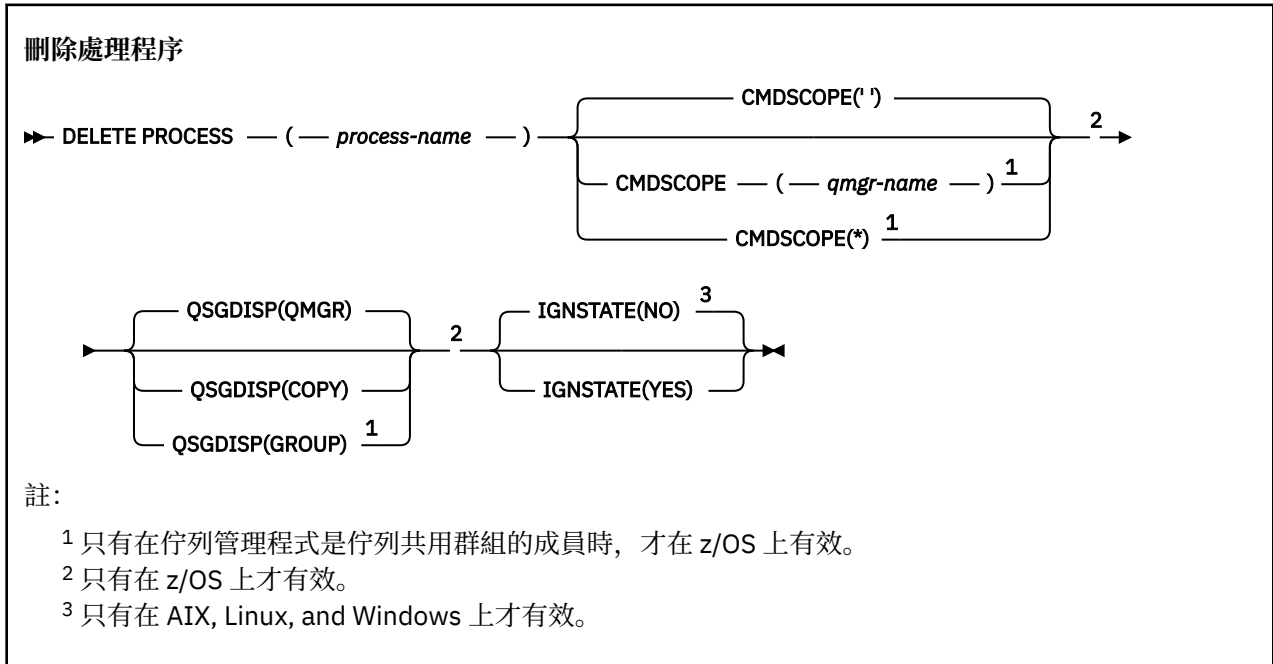 刪除處理程序
CMDSCOPE(' ')
DELETE PROCESS ( process-name ) 2
CMDSCOPE ( qmgr-name ) 1
CMDSCOPE(*) 1
QSGDISP(QMGR) IGNSTATE(NO) 3
2
QSGDISP(COPY) IGNSTATE(YES)
QSGDISP(GROUP) 1
註：
1 只有在佇列管理程式是佇列共用群組的成員時，才在 z/OS 上有效。
2 只有在 z/OS 上才有效。
3 只有在 AIX, Linux, and Windows 上才有效。